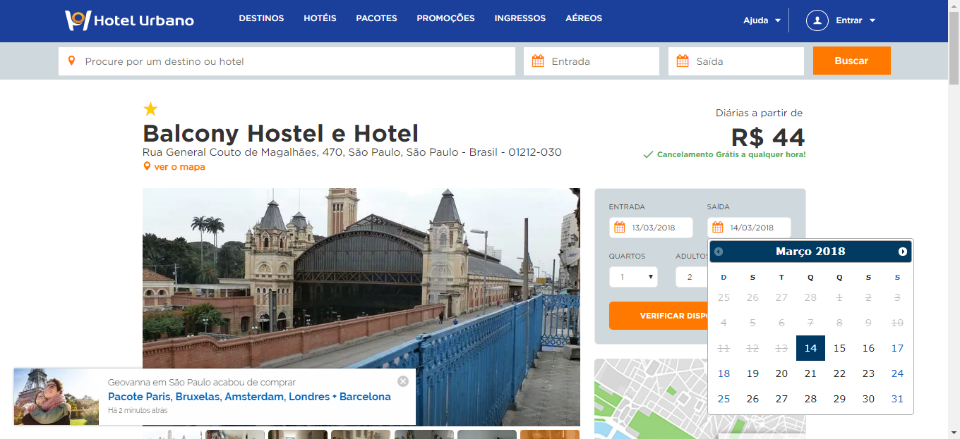 Hotel Urbano
DESTINOS HOTÉIS PACOTES PROMOÇÕES INGRESSOS AÉREOS
Ajuda Entrar
Procure por um destino ou hotel
Entrada
Saída
Buscar
Balcony Hostel e Hotel
Rua General Couto de Magalhães, 470, São Paulo, São Paulo - Brasil - 01212-030
ver o mapa
Diárias a partir de
R$ 44
Cancelamento Grátis a qualquer hora!
ENTRADA SAÍDA
13/03/2018 14/03/2018
QUARTOS ADULTOS
1 2
VERIFICAR DISP
Março 2018
D S T Q Q S S
25 26 27 28 1 2 3
4 5 6 7 8 9 10
11 12 13 14 15 16 17
18 19 20 21 22 23 24
25 26 27 28 29 30 31
Geovanna em São Paulo acabou de comprar
Pacote Paris, Bruxelas, Amsterdam, Londres + Barcelona
Há 2 minutos atrás